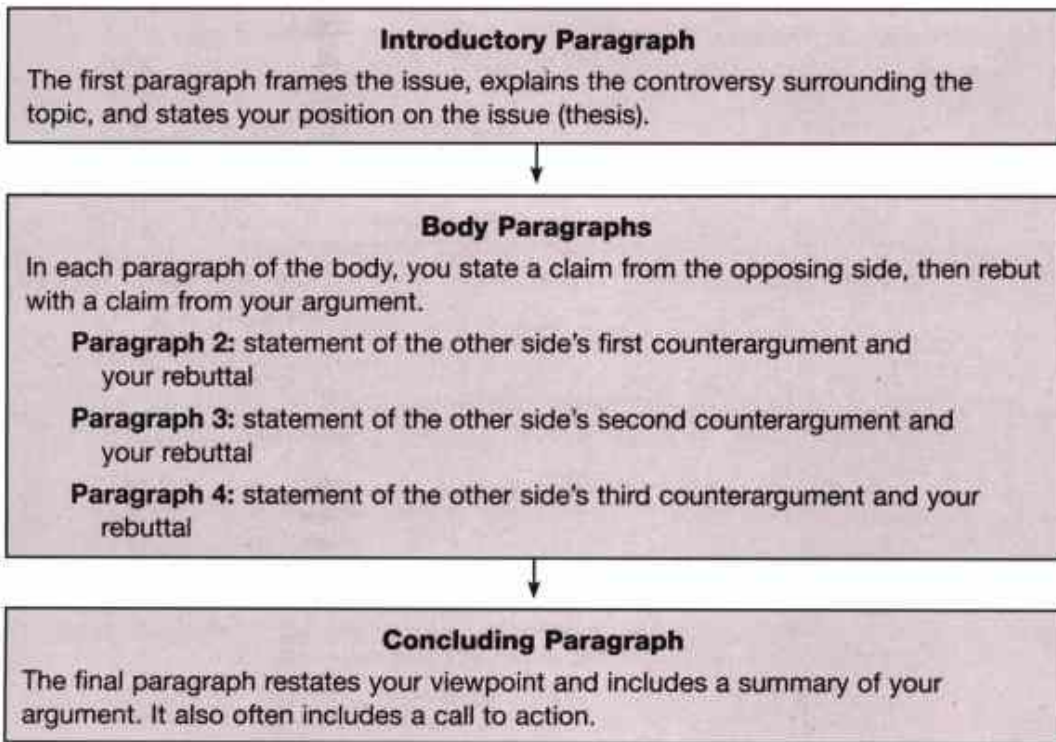 Introductory Paragraph
The first paragraph frames the issue, explains the controversy surrounding the
topic, and states your position on the issue (thesis).
Body Paragraphs
In each paragraph of the body, you state a claim from the opposing side, then rebut
with a claim from your argument.
Paragraph 2: statement of the other side's first counterargument and
your rebuttal
Paragraph 3: statement of the other side's second counterargument and
your rebuttal
Paragraph 4: statement of the other side's third counterargument and your
rebuttal
Concluding Paragraph
The final paragraph restates your viewpoint and includes a summary of your
argument. It also often includes a call to action.